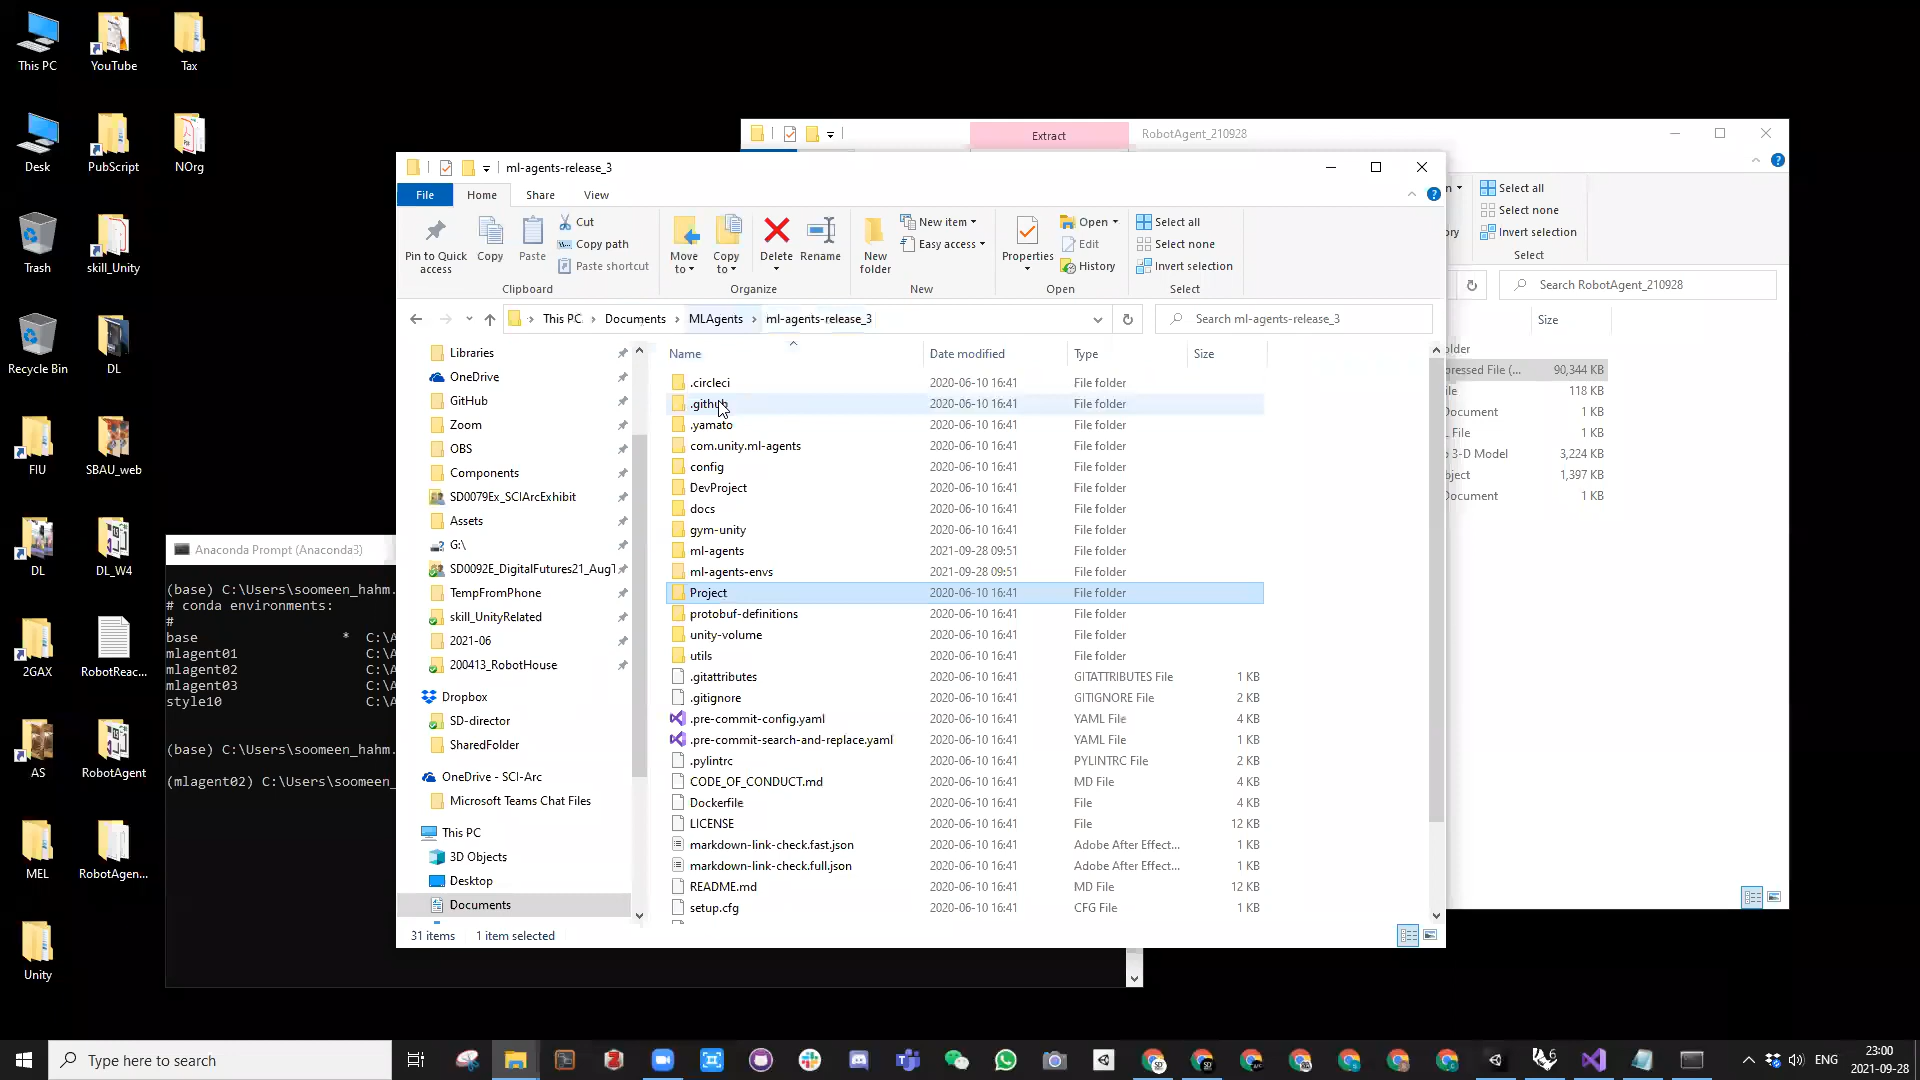 This PC
YouTube
Tax
Desk
PubScript
NOrg
Trash
skill_Unity
Recycle Bin
DL
FIU
SBAU_web
DL
DL_W4
2GAX
RobotReac...
AS
RobotAgent
MEL
RobotAgen...
Unity
Extract
RobotAgent_210928
Select all
Select none
Invert selection
Select
Search RobotAgent_210928
Size
older
pressed File (... 90,344 KB
ile 118 KB
Document 1 KB
L File 1 KB
3-D Model 3,224 KB
bject 1,397 KB
Document 1 KB
ml-agents-release_3
File Home Share View
Pin to Quick access
Copy
Paste
Cut
Copy path
Paste shortcut
Clipboard
Move to
Copy to
Delete
Rename
Organize
New folder
New item
Easy access
New
Properties
Open
Edit
History
Open
Select all
Select none
Invert selection
Select
This PC Documents MLAgents ml-agents-release_3
Search ml-agents-release_3
Libraries
OneDrive
GitHub
Zoom
OBS
Components
SD0079Ex_SCIArcExhibit
Assets
G:\
SD0092E_DigitalFutures21_AugT
TempFromPhone
skill_UnityRelated
2021-06
200413_RobotHouse
Dropbox
SD-director
SharedFolder
OneDrive - SCI-Arc
Microsoft Teams Chat Files
This PC
3D Objects
Desktop
Documents
Name Date modified Type Size
.circleci 2020-06-10 16:41 File folder
.github 2020-06-10 16:41 File folder
.yamato 2020-06-10 16:41 File folder
com.unity.ml-agents 2020-06-10 16:41 File folder
config 2020-06-10 16:41 File folder
DevProject 2020-06-10 16:41 File folder
docs 2020-06-10 16:41 File folder
gym-unity 2020-06-10 16:41 File folder
ml-agents 2021-09-28 09:51 File folder
ml-agents-envs 2021-09-28 09:51 File folder
Project 2020-06-10 16:41 File folder
protobuf-definitions 2020-06-10 16:41 File folder
unity-volume 2020-06-10 16:41 File folder
utils 2020-06-10 16:41 File folder
.gitattributes 2020-06-10 16:41 GITATTRIBUTES File 1 KB
.gitignore 2020-06-10 16:41 GITIGNORE File 2 KB
.pre-commit-config.yaml 2020-06-10 16:41 YAML File 4 KB
.pre-commit-search-and-replace.yaml 2020-06-10 16:41 YAML File 1 KB
.pylintrc 2020-06-10 16:41 PYLINTRC File 2 KB
CODE_OF_CONDUCT.md 2020-06-10 16:41 MD File 4 KB
Dockerfile 2020-06-10 16:41 File 4 KB
LICENSE 2020-06-10 16:41 File 12 KB
markdown-link-check.fast.json 2020-06-10 16:41 Adobe After Effect... 1 KB
markdown-link-check.full.json 2020-06-10 16:41 Adobe After Effect... 1 KB
README.md 2020-06-10 16:41 MD File 12 KB
setup.cfg 2020-06-10 16:41 CFG File 1 KB
31 items 1 item selected
Anaconda Prompt (Anaconda3)
(base) C:\Users\soomeen_hahm.
# conda environments:
#
base * C:\A
mlagent01 C:\A
mlagent02 C:\A
mlagent03 C:\A
style10 C:\A
(base) C:\Users\soomeen_hahm.
(mlagent02) C:\Users\soomeen_
Type here to search
ENG
23:00
2021-09-28